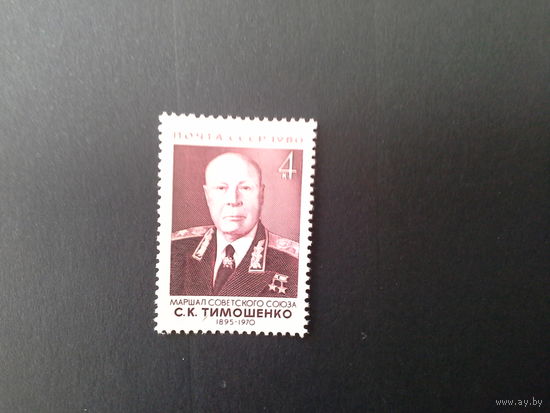 ПОЧТА СССР 1980
4
К
МАРШАЛ СОВЕТСКОГО СОЮЗА
С.К. ТИМОШЕНКО
1895-1970
www.ay.by